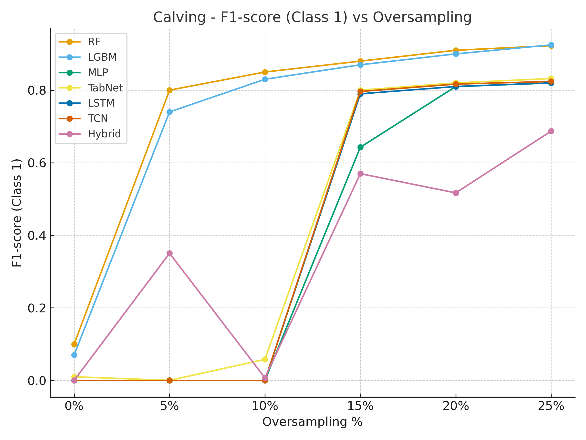 Calving - F1-score (Class 1) vs Oversampling
RF
LGBM
MLP
TabNet
LSTM
TCN
Hybrid
F1-score (Class 1)
0.8
0.6
0.4
0.2
0.0
0%
5%
10%
15%
20%
25%
Oversampling %